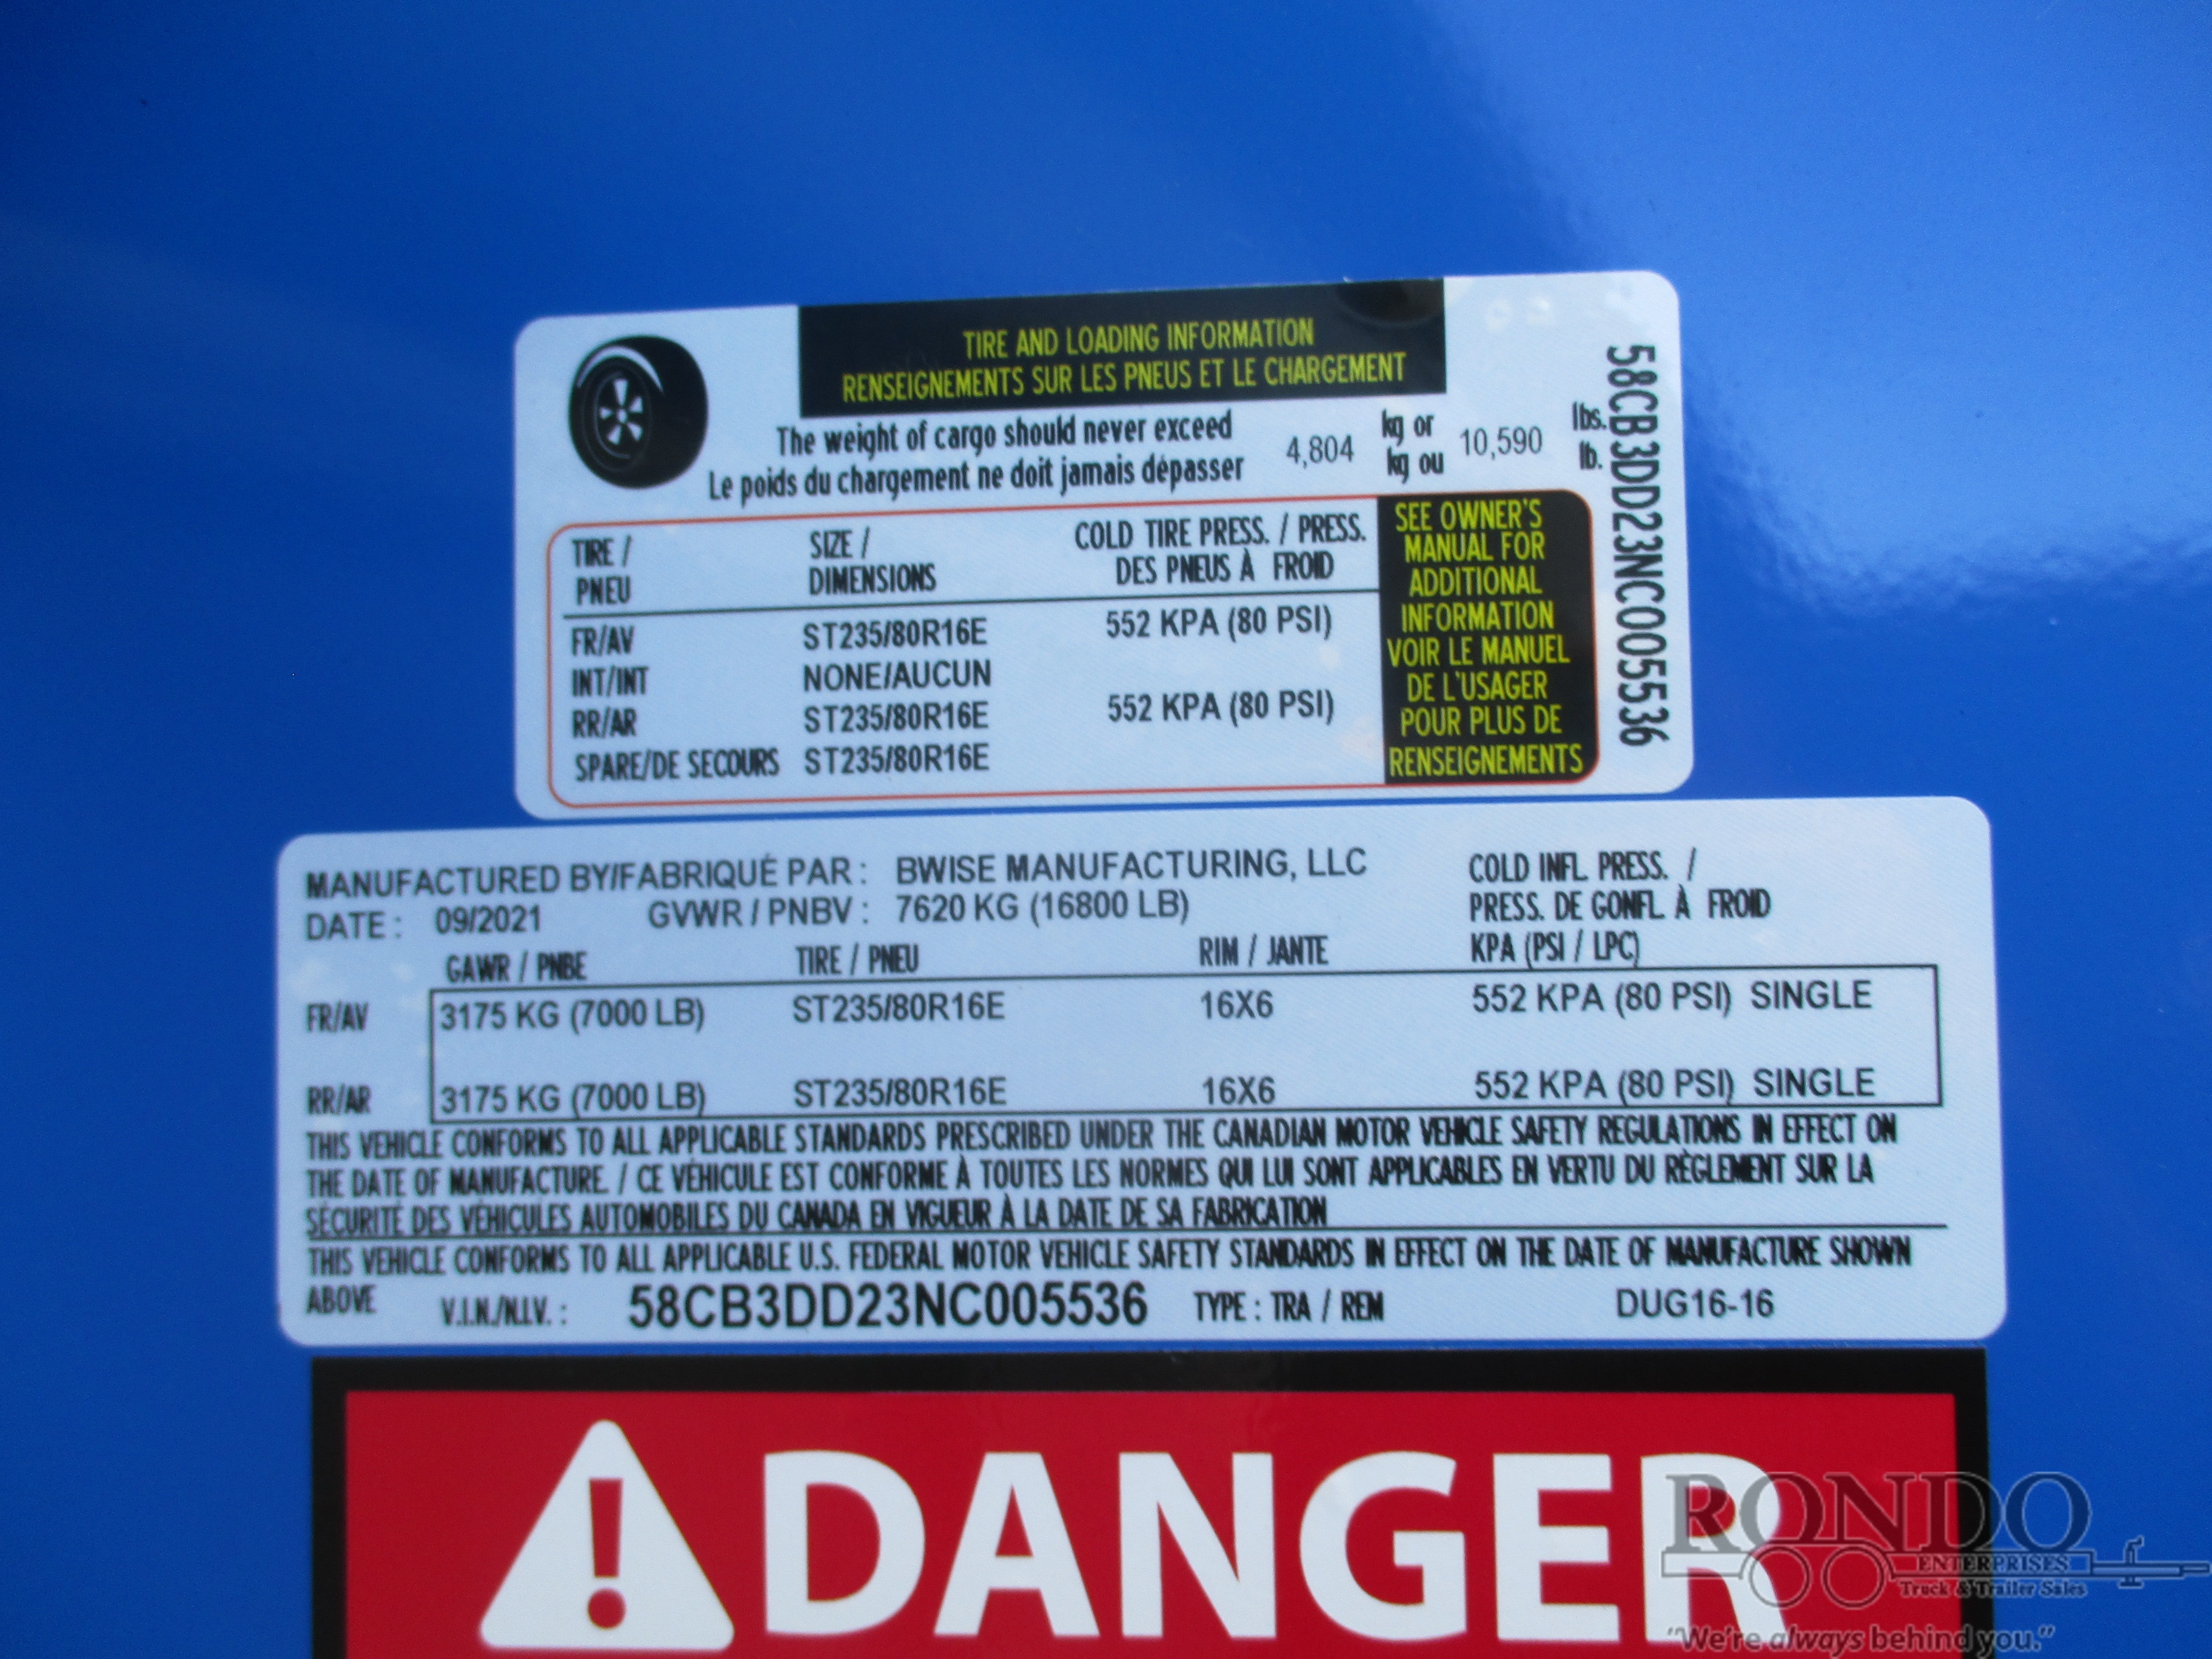 TIRE AND LOADING INFORMATION
RENSEIGNEMENTS SUR LES PNEUS ET LE CHARGEMENT
The weight of cargo should never exceed 4,804 kg or 10,590 lbs.
Le poids du chargement ne doit jamais dépasser kg ou lb.
58CB3DD23NC005536
TIRE / SIZE / COLD TIRE PRESS. / PRESS.
PNEU DIMENSIONS DES PNEUS À FROID
FR/AV ST235/80R16E 552 KPA (80 PSI)
INT/INT NONE/AUCUN
RR/AR ST235/80R16E 552 KPA (80 PSI)
SPARE/DE SECOURS ST235/80R16E
SEE OWNER'S
MANUAL FOR
ADDITIONAL
INFORMATION
VOIR LE MANUEL
DE L'USAGER
POUR PLUS DE
RENSEIGNEMENTS
MANUFACTURED BY/FABRIQUÉ PAR : BWISE MANUFACTURING, LLC
DATE : 09/2021 GVWR / PNBV : 7620 KG (16800 LB)
COLD INFL. PRESS. /
PRESS. DE GONFL. À FROID
KPA (PSI / LPC)
GAWR / PNBE TIRE / PNEU RIM / JANTE
FR/AV 3175 KG (7000 LB) ST235/80R16E 16X6 552 KPA (80 PSI) SINGLE
RR/AR 3175 KG (7000 LB) ST235/80R16E 16X6 552 KPA (80 PSI) SINGLE
THIS VEHICLE CONFORMS TO ALL APPLICABLE STANDARDS PRESCRIBED UNDER THE CANADIAN MOTOR VEHICLE SAFETY REGULATIONS IN EFFECT ON
THE DATE OF MANUFACTURE. / CE VÉHICULE EST CONFORME À TOUTES LES NORMES QUI LUI SONT APPLICABLES EN VERTU DU RÈGLEMENT SUR LA
SÉCURITÉ DES VÉHICULES AUTOMOBILES DU CANADA EN VIGUEUR À LA DATE DE SA FABRICATION
THIS VEHICLE CONFORMS TO ALL APPLICABLE U.S. FEDERAL MOTOR VEHICLE SAFETY STANDARDS IN EFFECT ON THE DATE OF MANUFACTURE SHOWN
ABOVE V.I.N./N.I.V. : 58CB3DD23NC005536 TYPE : TRA / REM DUG16-16
DANGER
RONDO
ENTERPRISES
Truck & Trailer Sales
"We're always behind you."